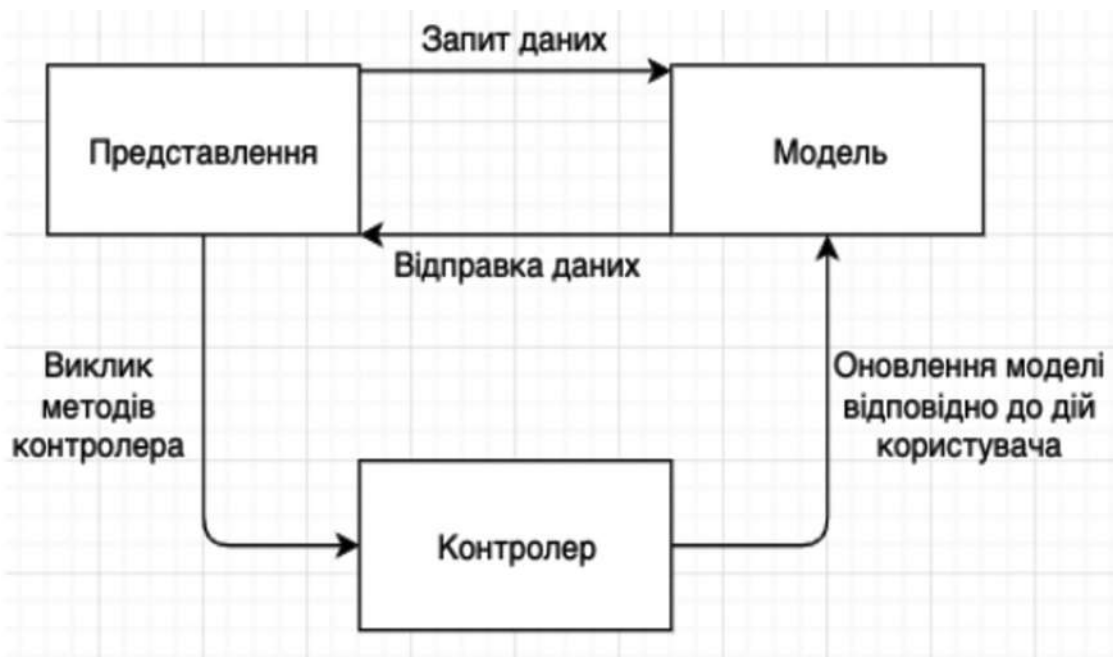 Запит даних
Представлення
Модель
Відправка даних
Виклик
методів
контролера
Оновлення моделі
відповідно до дій
користувача
Контролер